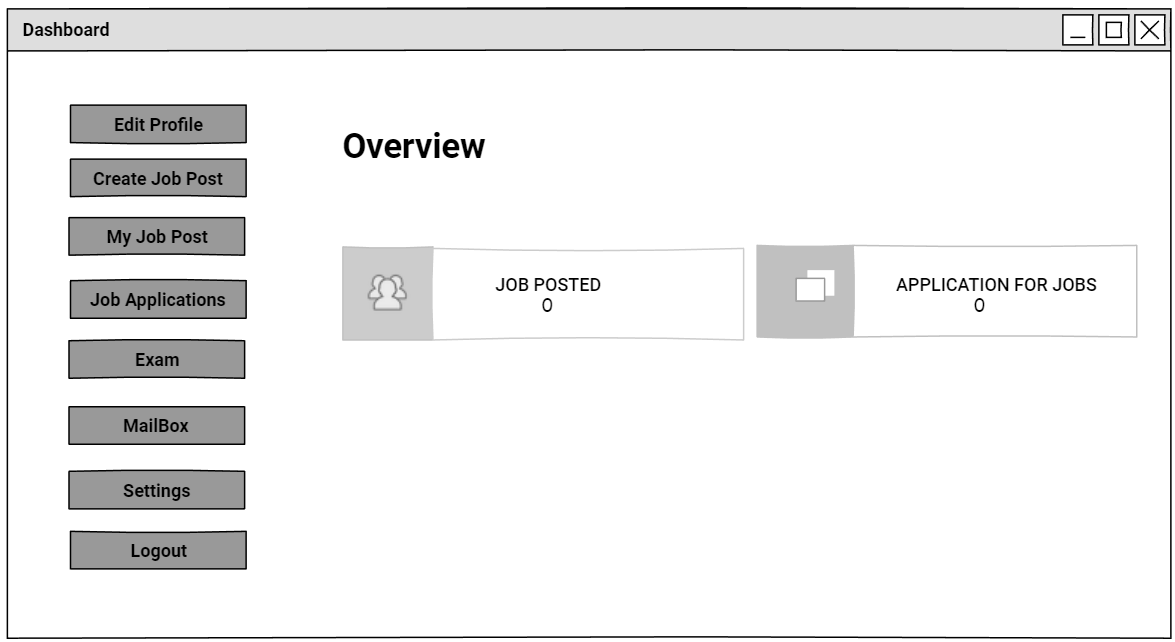 Dashboard
Edit Profile
Create Job Post
My Job Post
Job Applications
Exam
MailBox
Settings
Logout
Overview
JOB POSTED
0
APPLICATION FOR JOBS
0